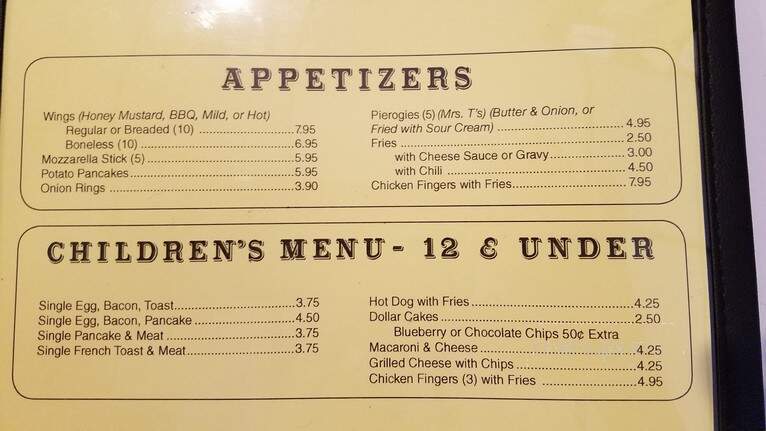 APPETIZERS
Wings (Honey Mustard, BBQ, Mild, or Hot)
Regular or Breaded (10) ........................7.95
Boneless (10) .......................................6.95
Mozzarella Stick (5) ....................................5.95
Potato Pancakes.........................................5.95
Onion Rings ..............................................3.90
Pierogies (5) (Mrs. T's) (Butter & Onion, or
Fried with Sour Cream) ................................4.95
Fries .........................................................2.50
with Cheese Sauce or Gravy...................3.00
with Chili .............................................4.50
Chicken Fingers with Fries............................7.95
CHILDREN'S MENU - 12 & UNDER
Single Egg, Bacon, Toast..............................3.75
Single Egg, Bacon, Pancake .........................4.50
Single Pancake & Meat ................................3.75
Single French Toast & Meat...........................3.75
Hot Dog with Fries .......................................4.25
Dollar Cakes ...............................................2.50
Blueberry or Chocolate Chips 50¢ Extra
Macaroni & Cheese .....................................4.25
Grilled Cheese with Chips .............................4.25
Chicken Fingers (3) with Fries ......................4.95